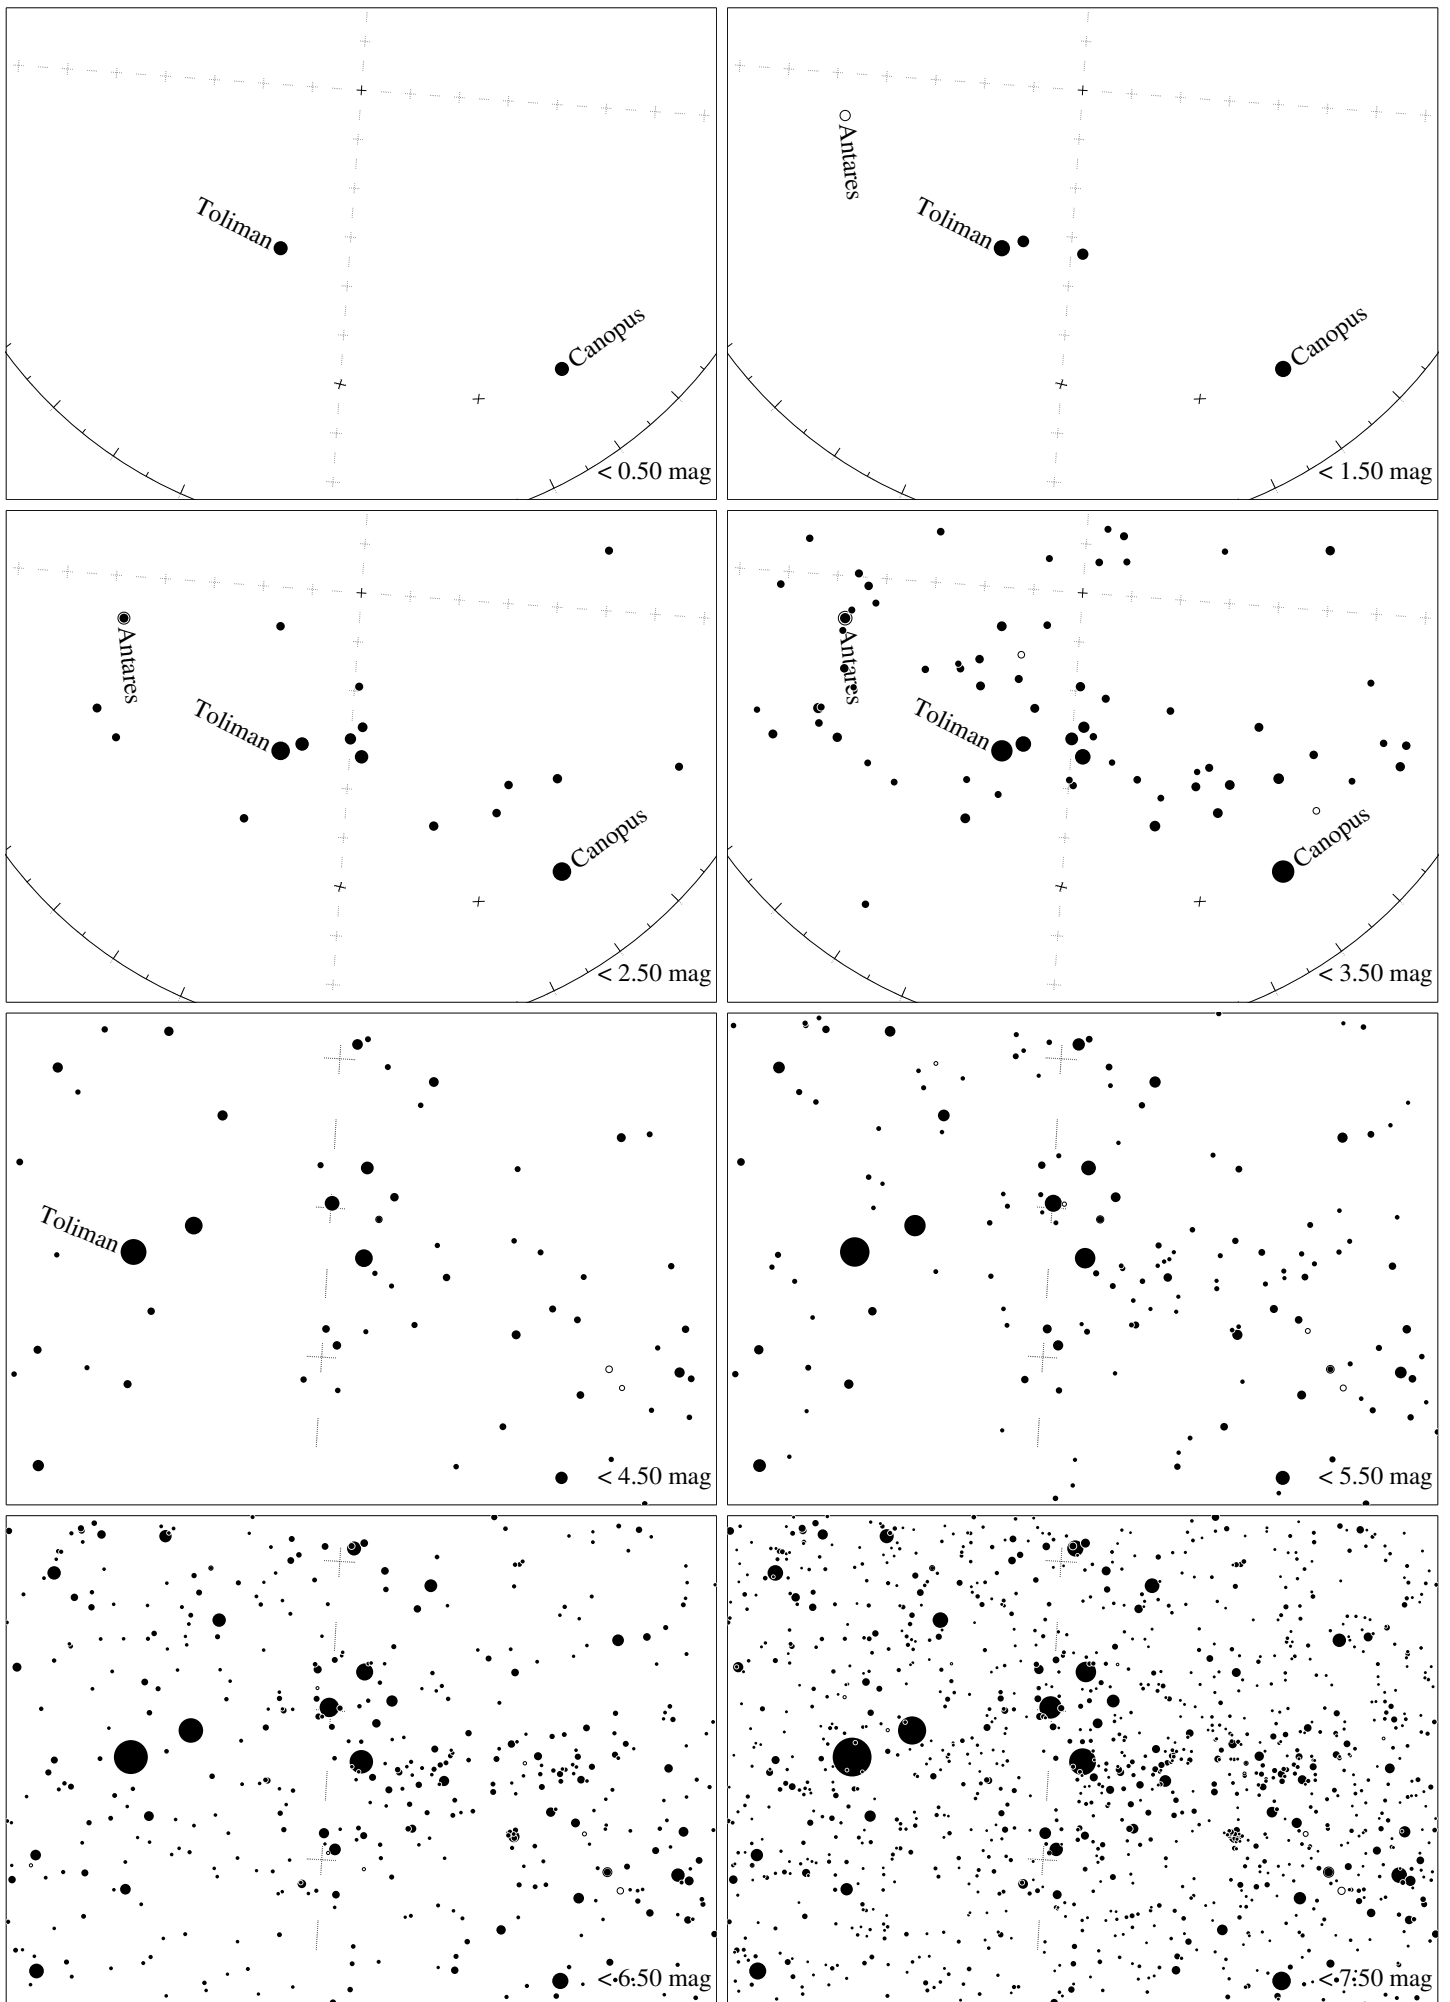 Toliman
Canopus
< 0.50 mag
Antares
Toliman
Canopus
< 1.50 mag
Antares
Toliman
Canopus
< 2.50 mag
Antares
Toliman
Canopus
< 3.50 mag
Toliman
< 4.50 mag
< 5.50 mag
< 6.50 mag
< 7.50 mag